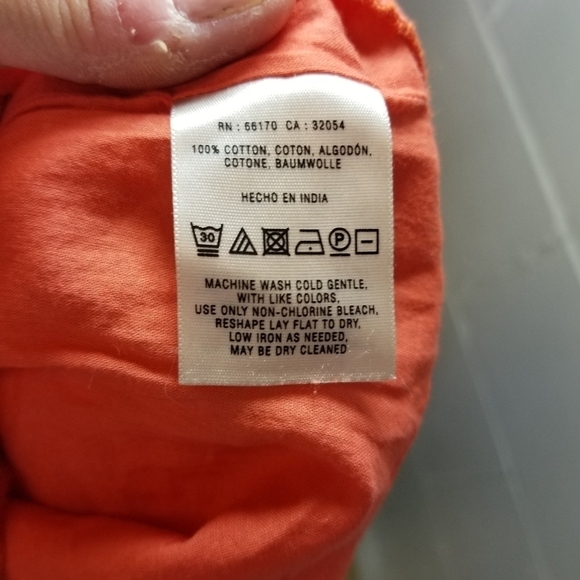 RN : 66170 CA : 32054
100% COTTON, COTON, ALGODÓN,
COTONE, BAUMWOLLE
HECHO EN INDIA
30 P
MACHINE WASH COLD GENTLE,
WITH LIKE COLORS,
USE ONLY NON-CHLORINE BLEACH,
RESHAPE LAY FLAT TO DRY,
LOW IRON AS NEEDED,
MAY BE DRY CLEANED